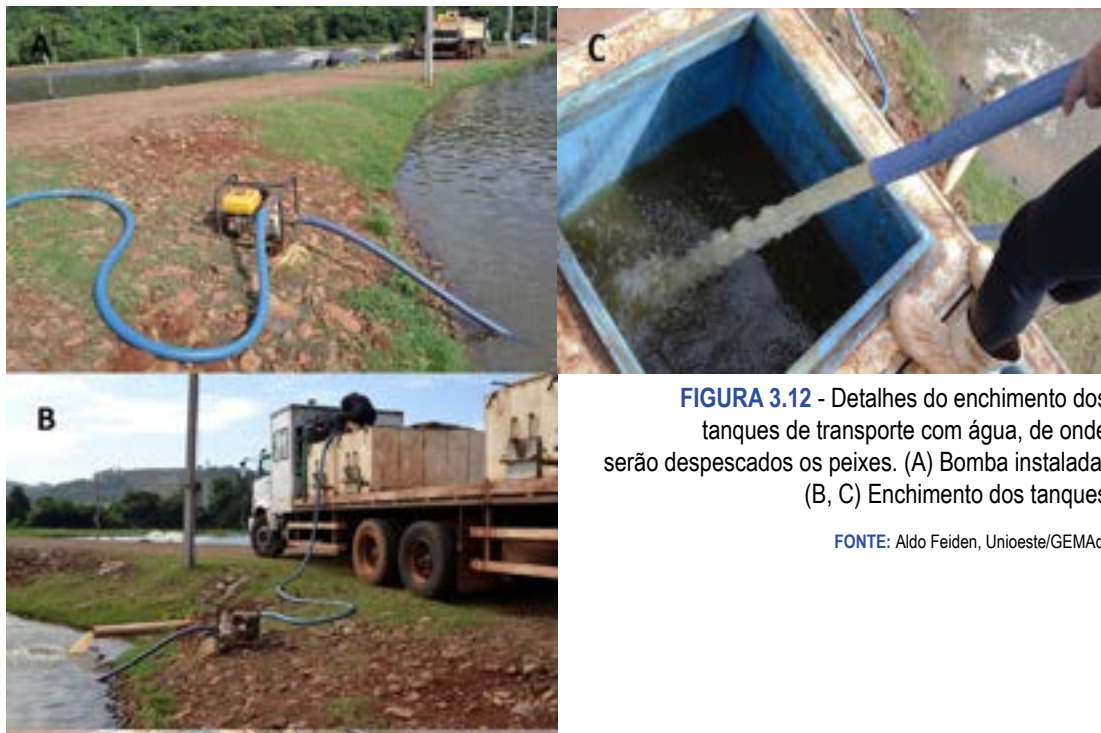 A
C
B
FIGURA 3.12 - Detalhes do enchimento dos
tanques de transporte com água, de onde
serão despescados os peixes. (A) Bomba instalada
(B, C) Enchimento dos tanques
FONTE: Aldo Feiden, Unioeste/GEMAq